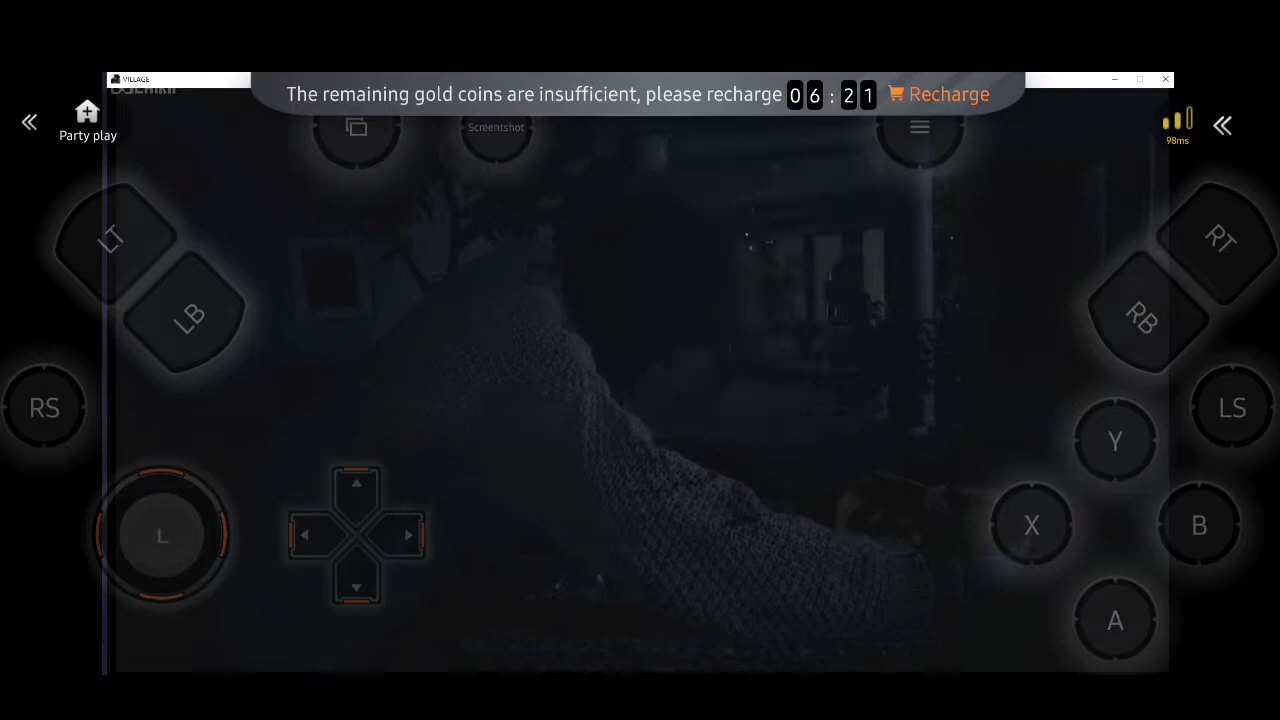 VILLAGE
The remaining gold coins are insufficient, please recharge 06:21 Recharge
Party play
Screentshot
98ms
LT
RT
LB
RB
RS
LS
Y
L
X
B
A